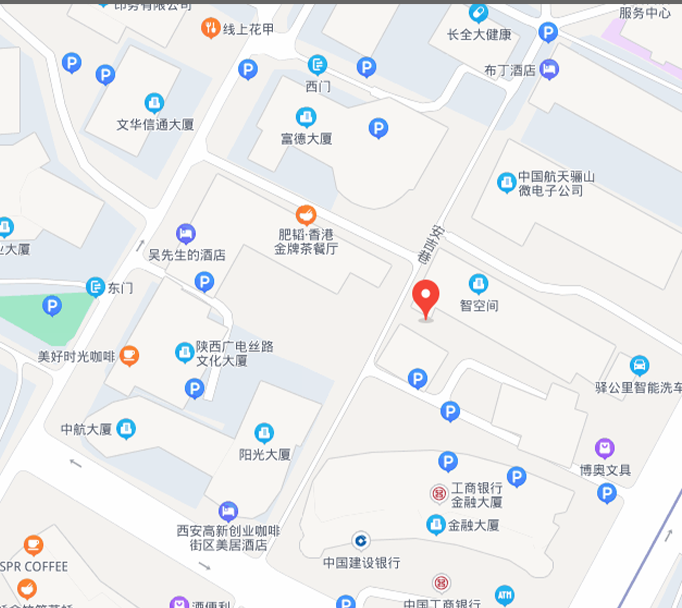 印务有限公司
服务中心
线上花甲
长全大健康
P
P
P
P
P
西门
布丁酒店
文华信通大厦
富德大厦
P
中国航天骊山
微电子公司
肥韬·香港
金牌茶餐厅
安吉巷
业大厦
吴先生的酒店
P
东门
P
智空间
美好时光咖啡
陕西广电丝路
文化大厦
P
P
驿公里智能洗车
P
中航大厦
阳光大厦
P
P
博奥文具
P
工商银行
金融大厦
金融大厦
西安高新创业咖啡
街区美居酒店
中国建设银行
SPR COFFEE
酒便利
P
中国工商银行
ATM